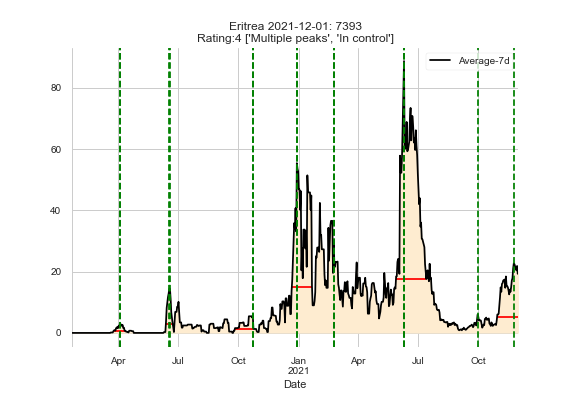 Eritrea 2021-12-01: 7393
Rating:4 ['Multiple peaks', 'In control']
Average-7d
80
60
40
20
0
Apr Jul Oct Jan Apr Jul Oct
2021
Date